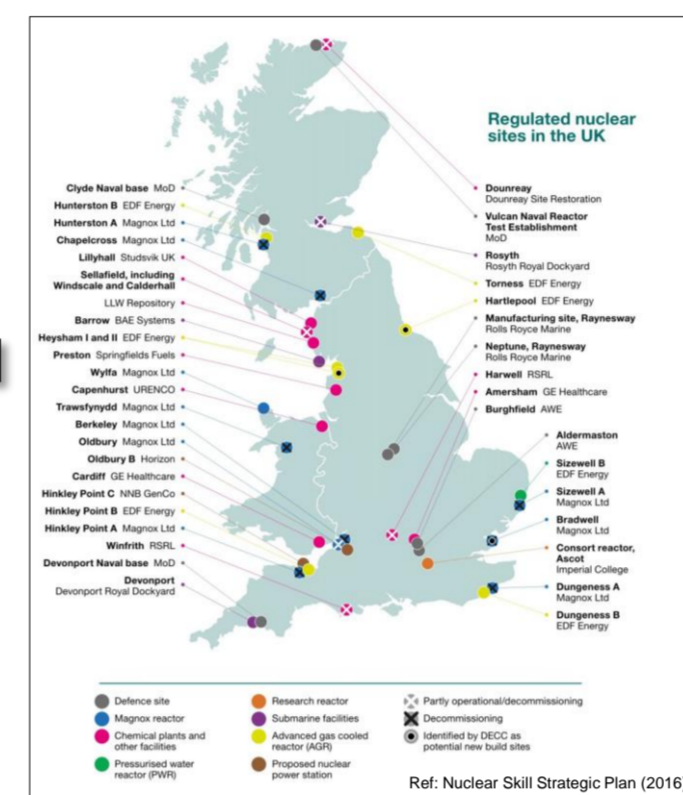 Regulated nuclear
sites in the UK
Clyde Naval base MoD
Hunterston B EDF Energy
Hunterston A Magnox Ltd
Chapelcross Magnox Ltd
Lillyhall Studsvik UK
Sellafield, including
Windscale and Calderhall
LLW Repository
Barrow BAE Systems
Heysham I and II EDF Energy
Preston Springfields Fuels
Wylfa Magnox Ltd
Capenhurst URENCO
Trawsfynydd Magnox Ltd
Berkeley Magnox Ltd
Oldbury Magnox Ltd
Oldbury B Horizon
Cardiff GE Healthcare
Hinkley Point C NNB GenCo
Hinkley Point B EDF Energy
Hinkley Point A Magnox Ltd
Winfrith RSRL
Devonport Naval base MoD
Devonport
Devonport Royal Dockyard
Dounreay
Dounreay Site Restoration
Vulcan Naval Reactor
Test Establishment
MoD
Rosyth
Rosyth Royal Dockyard
Torness EDF Energy
Hartlepool EDF Energy
Manufacturing site, Raynesway
Rolls Royce Marine
Neptune, Raynesway
Rolls Royce Marine
Harwell RSRL
Amersham GE Healthcare
Burghfield AWE
Aldermaston
AWE
Sizewell B
EDF Energy
Sizewell A
Magnox Ltd
Bradwell
Magnox Ltd
Consort reactor,
Ascot
Imperial College
Dungeness A
Magnox Ltd
Dungeness B
EDF Energy
Defence site
Magnox reactor
Chemical plants and
other facilities
Pressurised water
reactor (PWR)
Research reactor
Submarine facilities
Advanced gas cooled
reactor (AGR)
Proposed nuclear
power station
Partly operational/decommissioning
Decommissioning
Identified by DECC as
potential new build sites
Ref: Nuclear Skill Strategic Plan (2016)